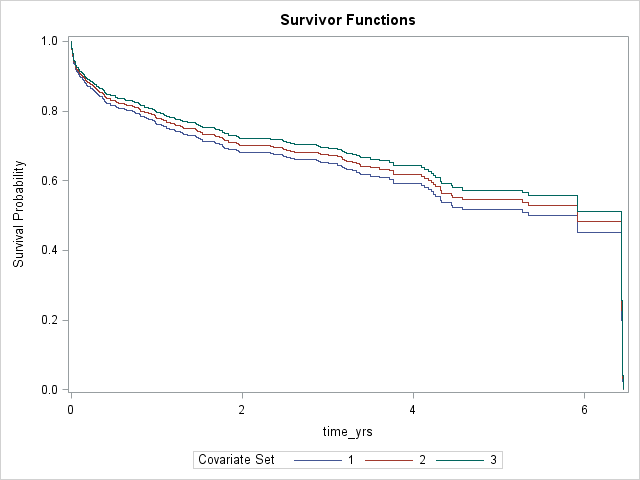 Survivor Functions
1.0
0.8
0.6
0.4
0.2
0.0
Survival Probability
0 2 4 6
time_yrs
Covariate Set 1 2 3